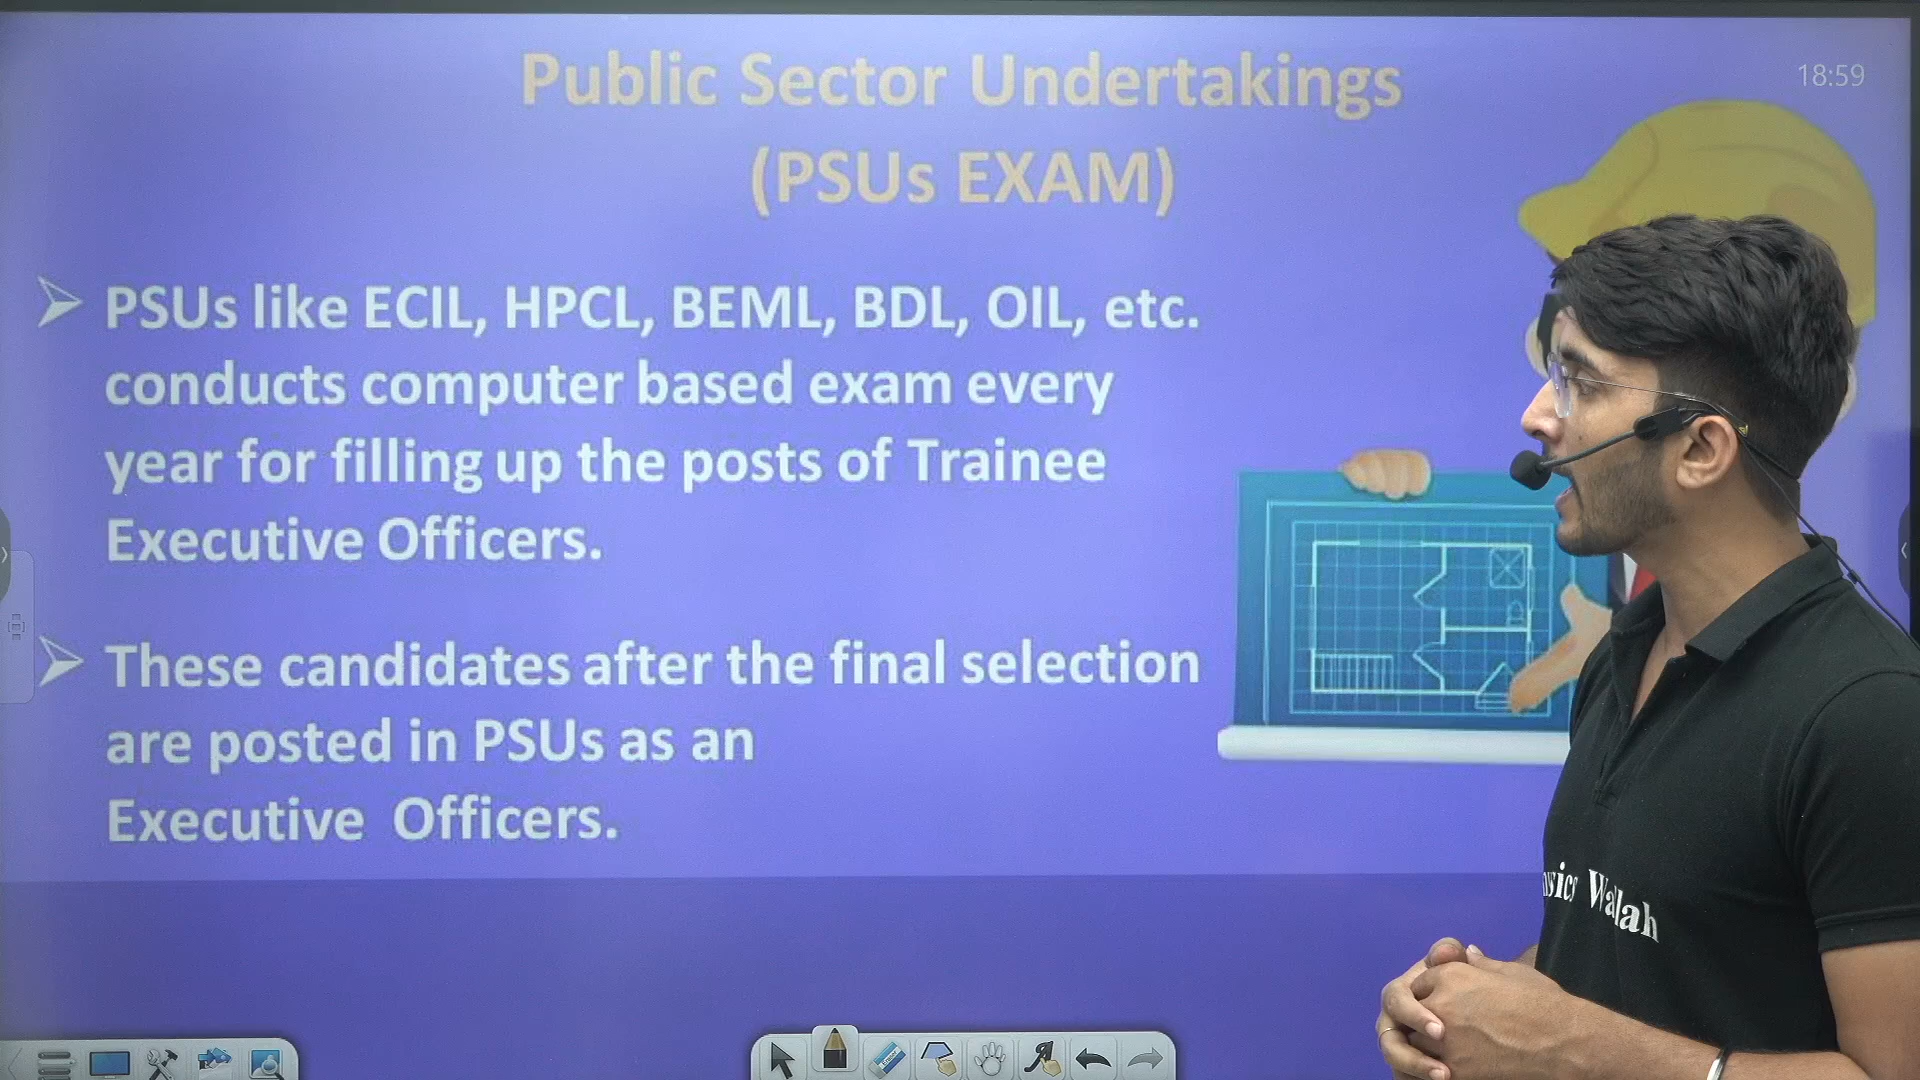 Public Sector Undertakings
18:59
(PSUs EXAM)
PSUs like ECIL, HPCL, BEML, BDL, OIL, etc.
conducts computer based exam every
year for filling up the posts of Trainee
Executive Officers.
These candidates after the final selection
are posted in PSUs as an
Executive Officers.
Wallah